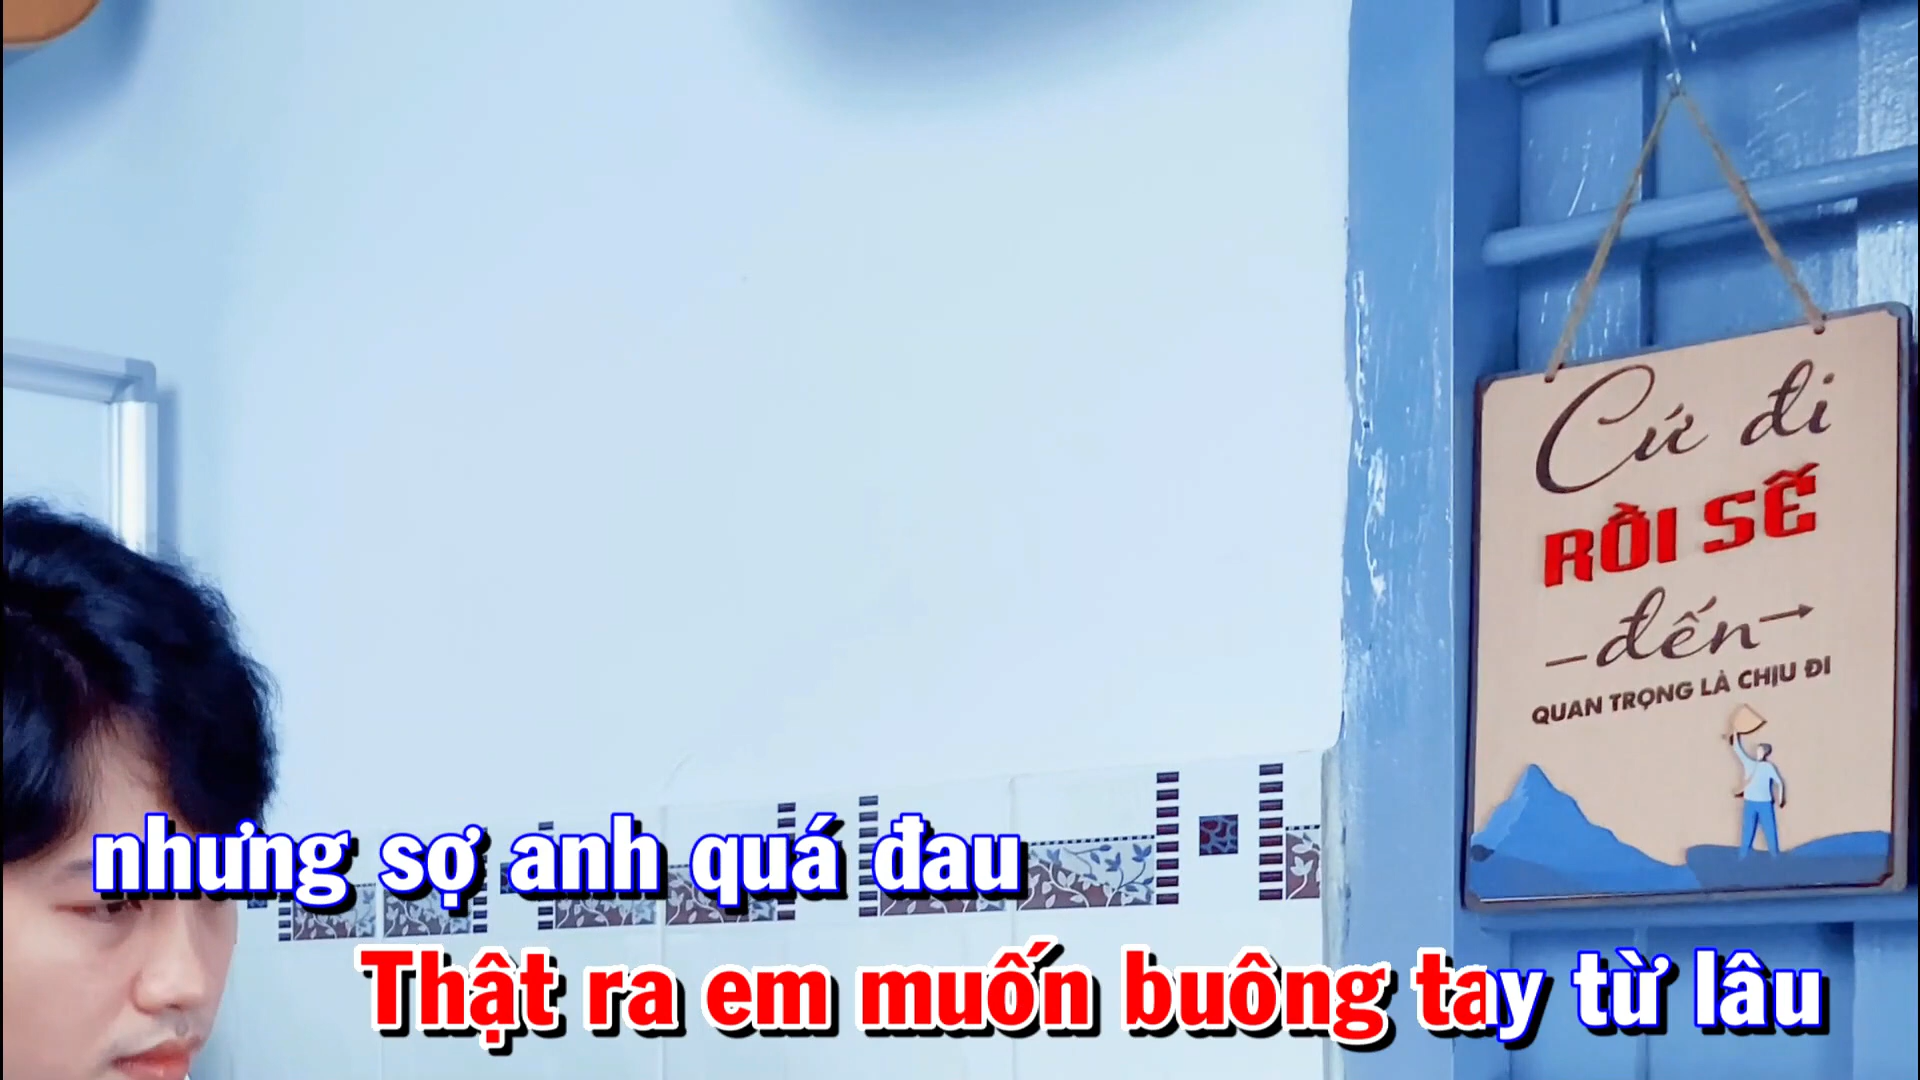 Cứ đi
RỒI SẼ
đến
QUAN TRỌNG LÀ CHỊU ĐI
nhưng sợ anh quá đau
Thật ra em muốn buông tay từ lâu